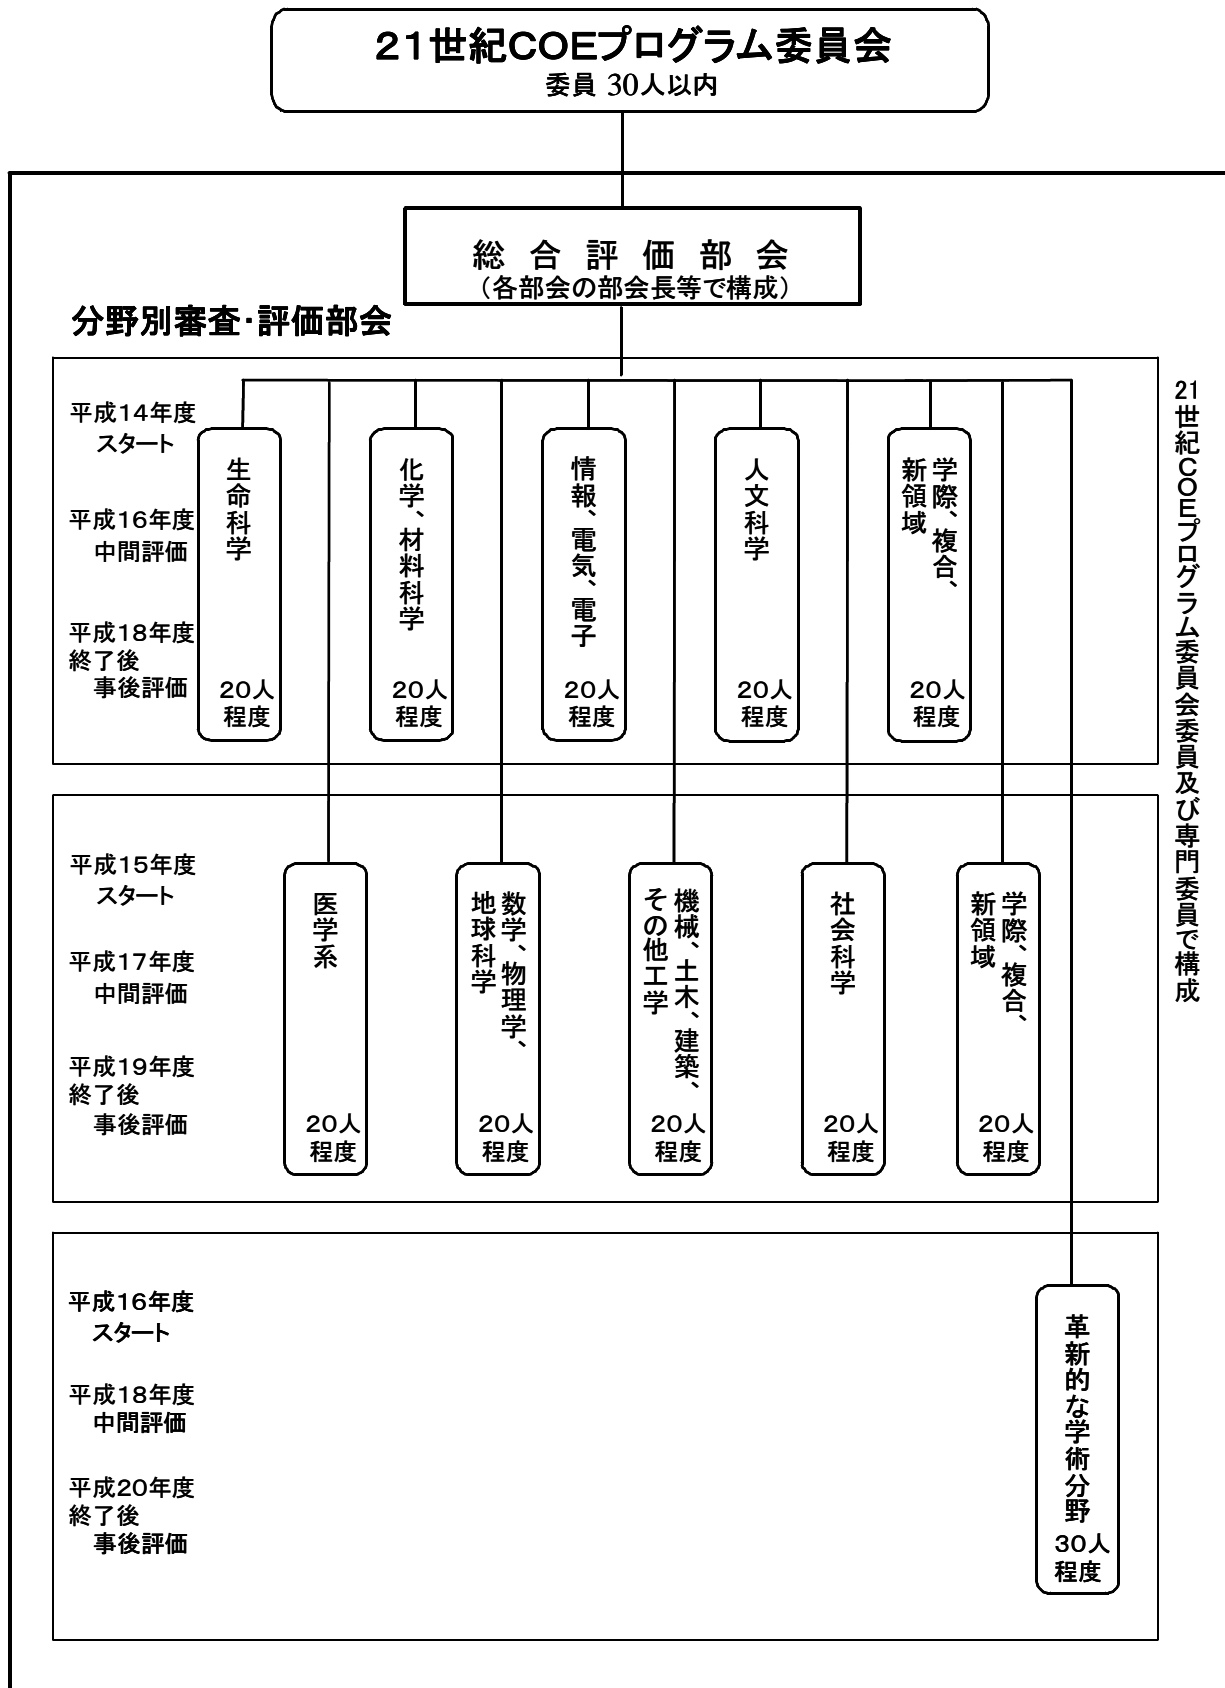 21世紀COEプログラム委員会
委員 30人以内
総合評価部会
（各部会の部会長等で構成）
分野別審査・評価部会
平成14年度
スタート
平成16年度
中間評価
平成18年度
終了後
事後評価
生命科学
20人
程度
化学、材料科学
20人
程度
情報、電気、電子
20人
程度
人文科学
20人
程度
学際、複合、
新領域
20人
程度
21世紀COEプログラム委員会委員及び専門委員で構成
平成15年度
スタート
平成17年度
中間評価
平成19年度
終了後
事後評価
医学系
20人
程度
数学、物理学、
地球科学
20人
程度
機械、土木、建築、
その他工学
20人
程度
社会科学
20人
程度
学際、複合、
新領域
20人
程度
平成16年度
スタート
平成18年度
中間評価
平成20年度
終了後
事後評価
革新的な学術分野
30人
程度